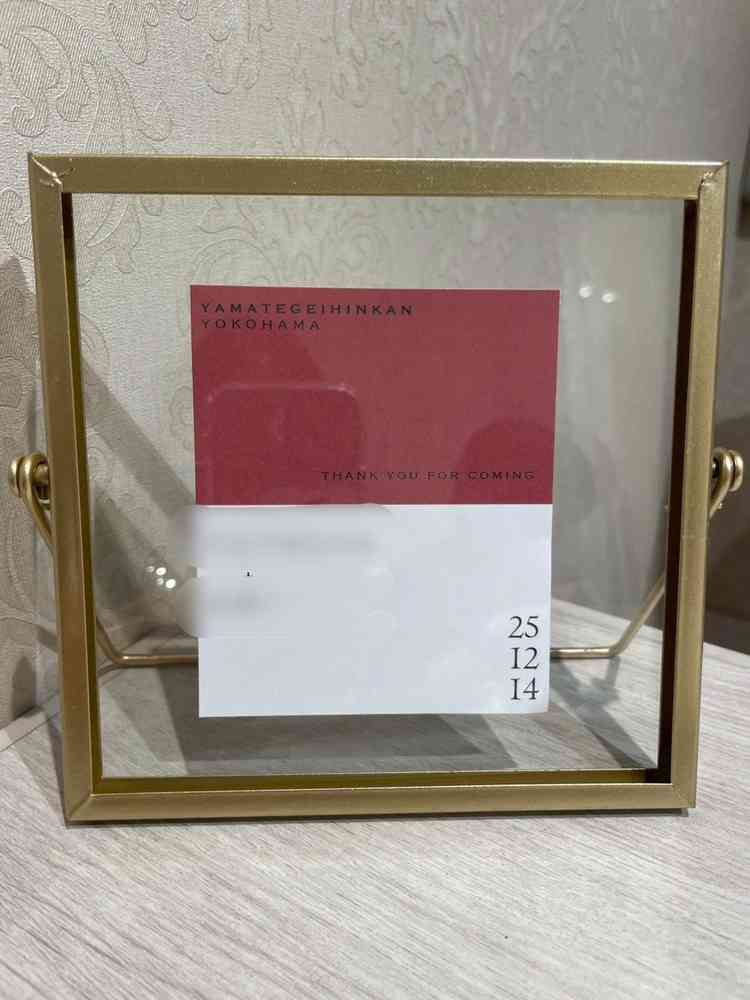 YAMATEGEIHINKAN
YOKOHAMA
THANK YOU FOR COMING
25
12
14